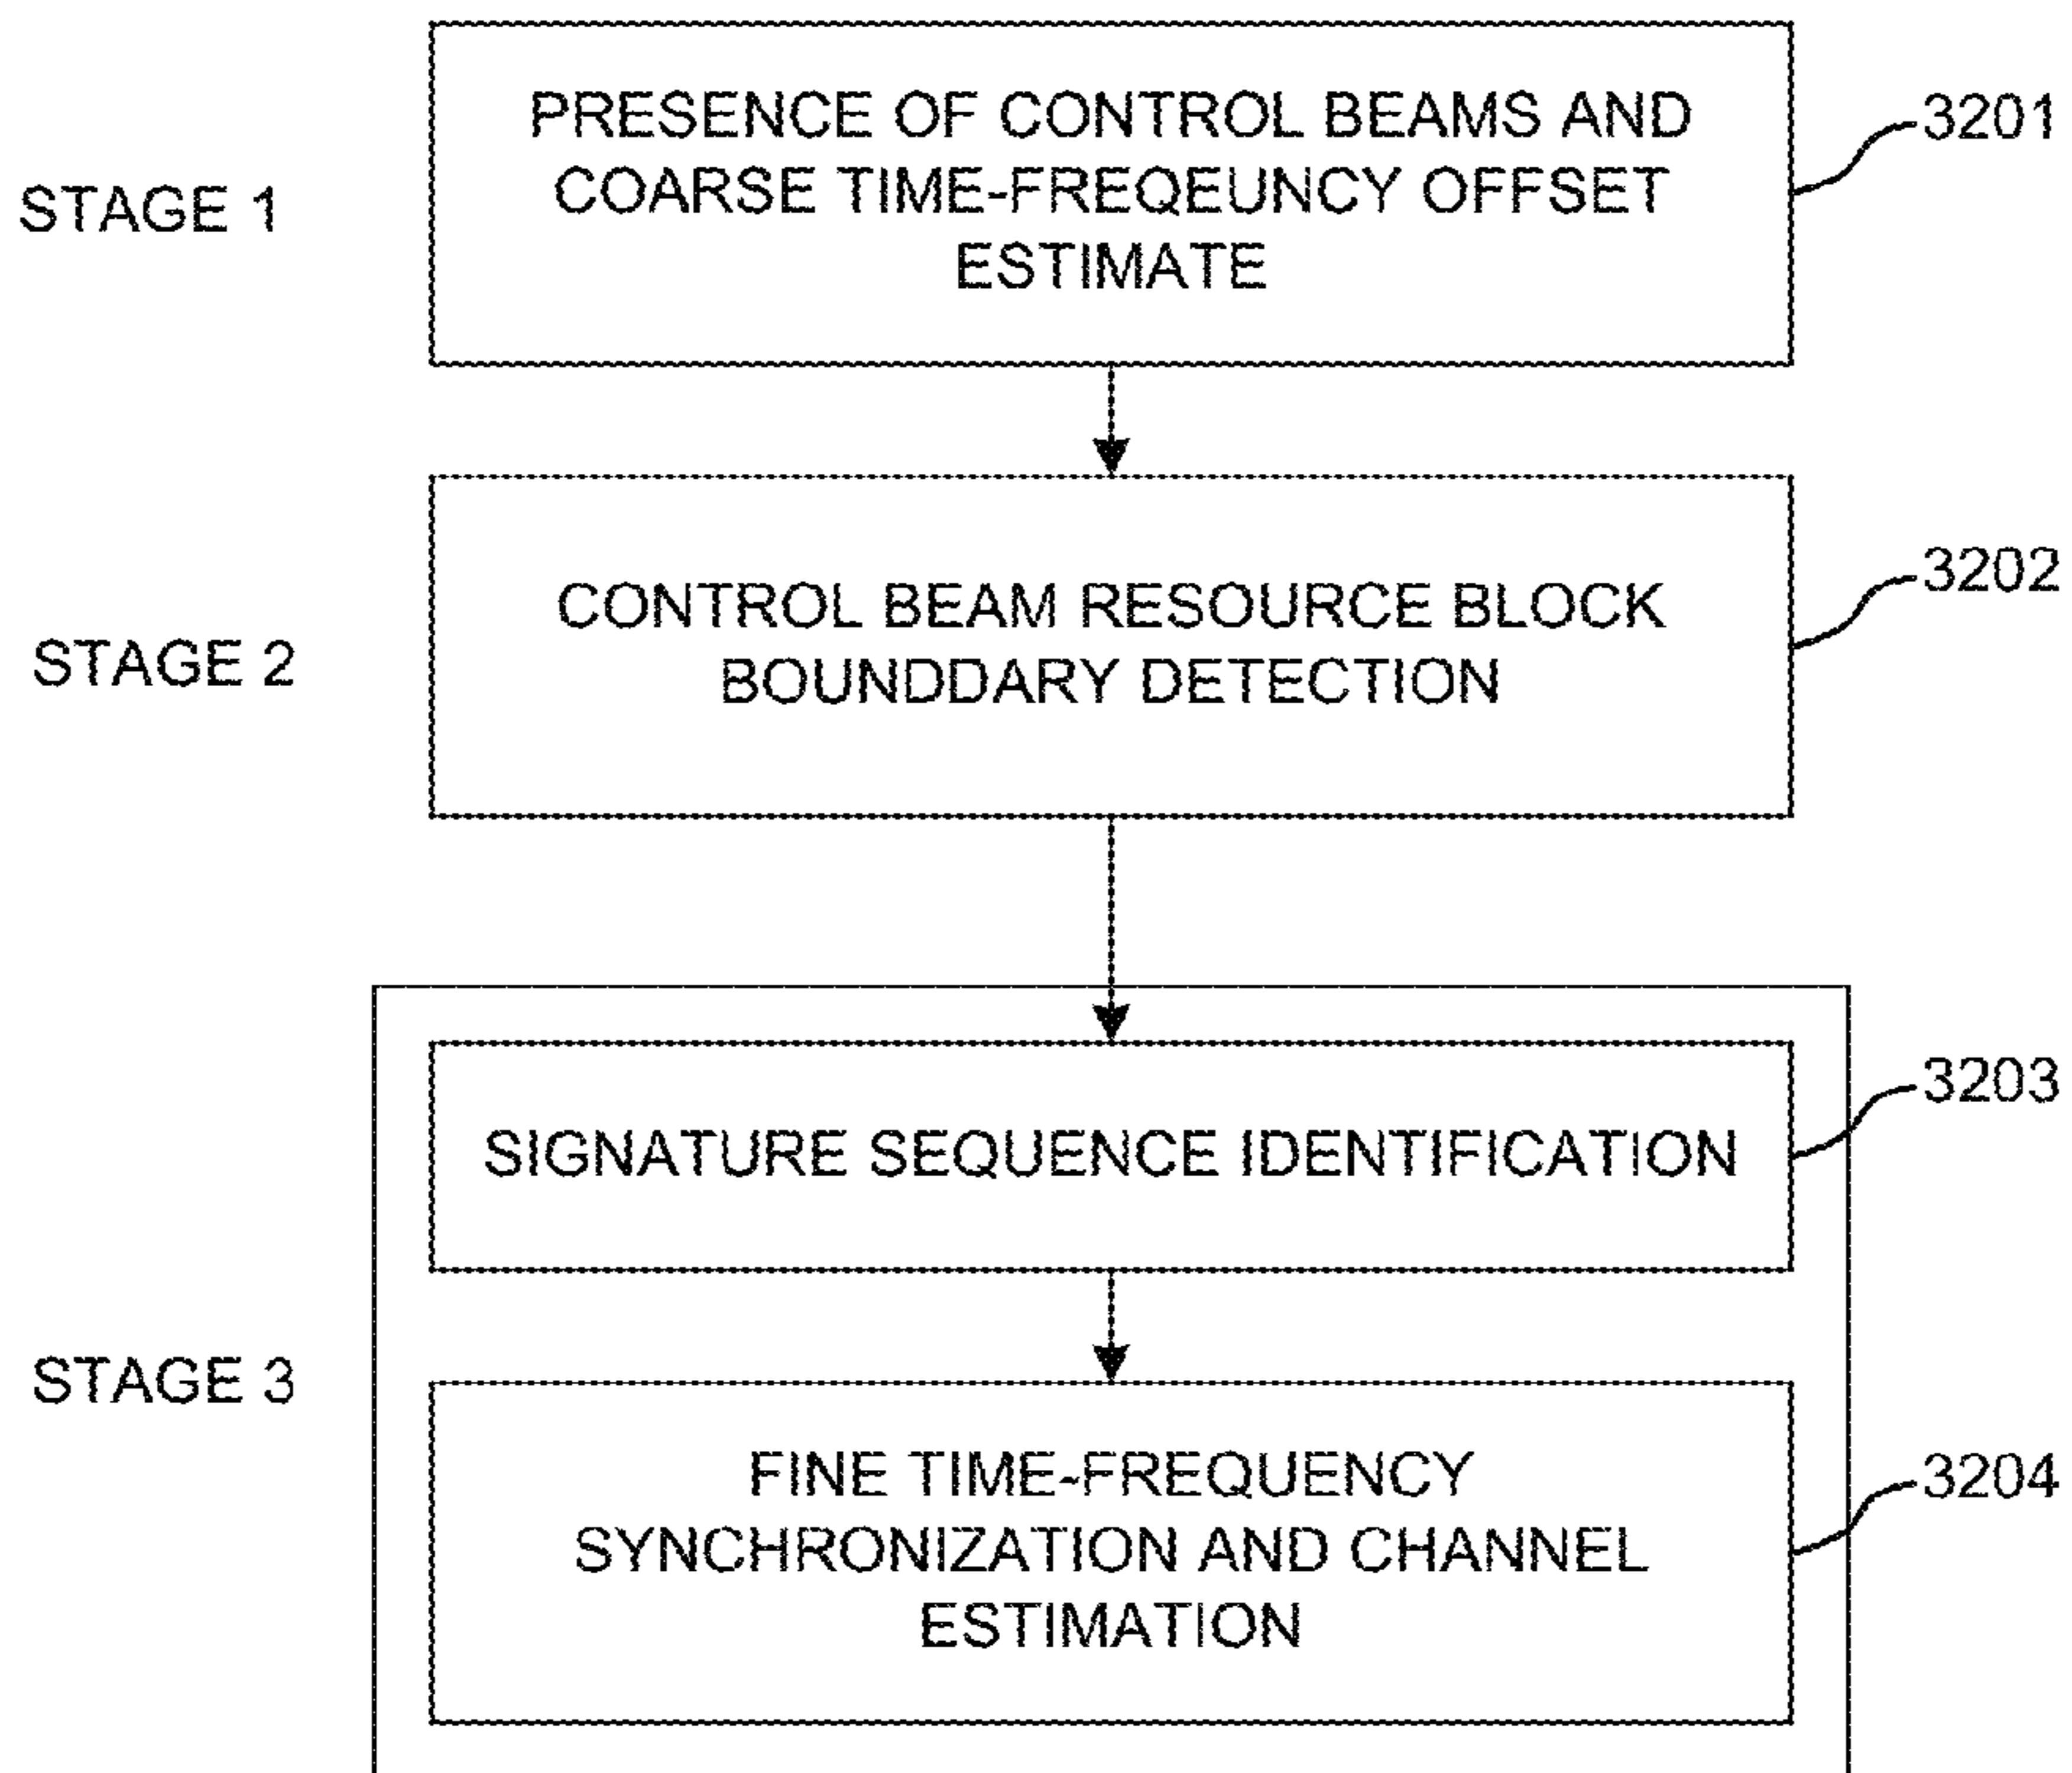 PRESENCE OF CONTROL BEAMS AND
COARSE TIME-FREQEUNCY OFFSET
ESTIMATE
3201
STAGE 1
CONTROL BEAM RESOURCE BLOCK
BOUNDDARY DETECTION
3202
STAGE 2
SIGNATURE SEQUENCE IDENTIFICATION
3203
STAGE 3
FINE TIME-FREQUENCY
SYNCHRONIZATION AND CHANNEL
ESTIMATION
3204